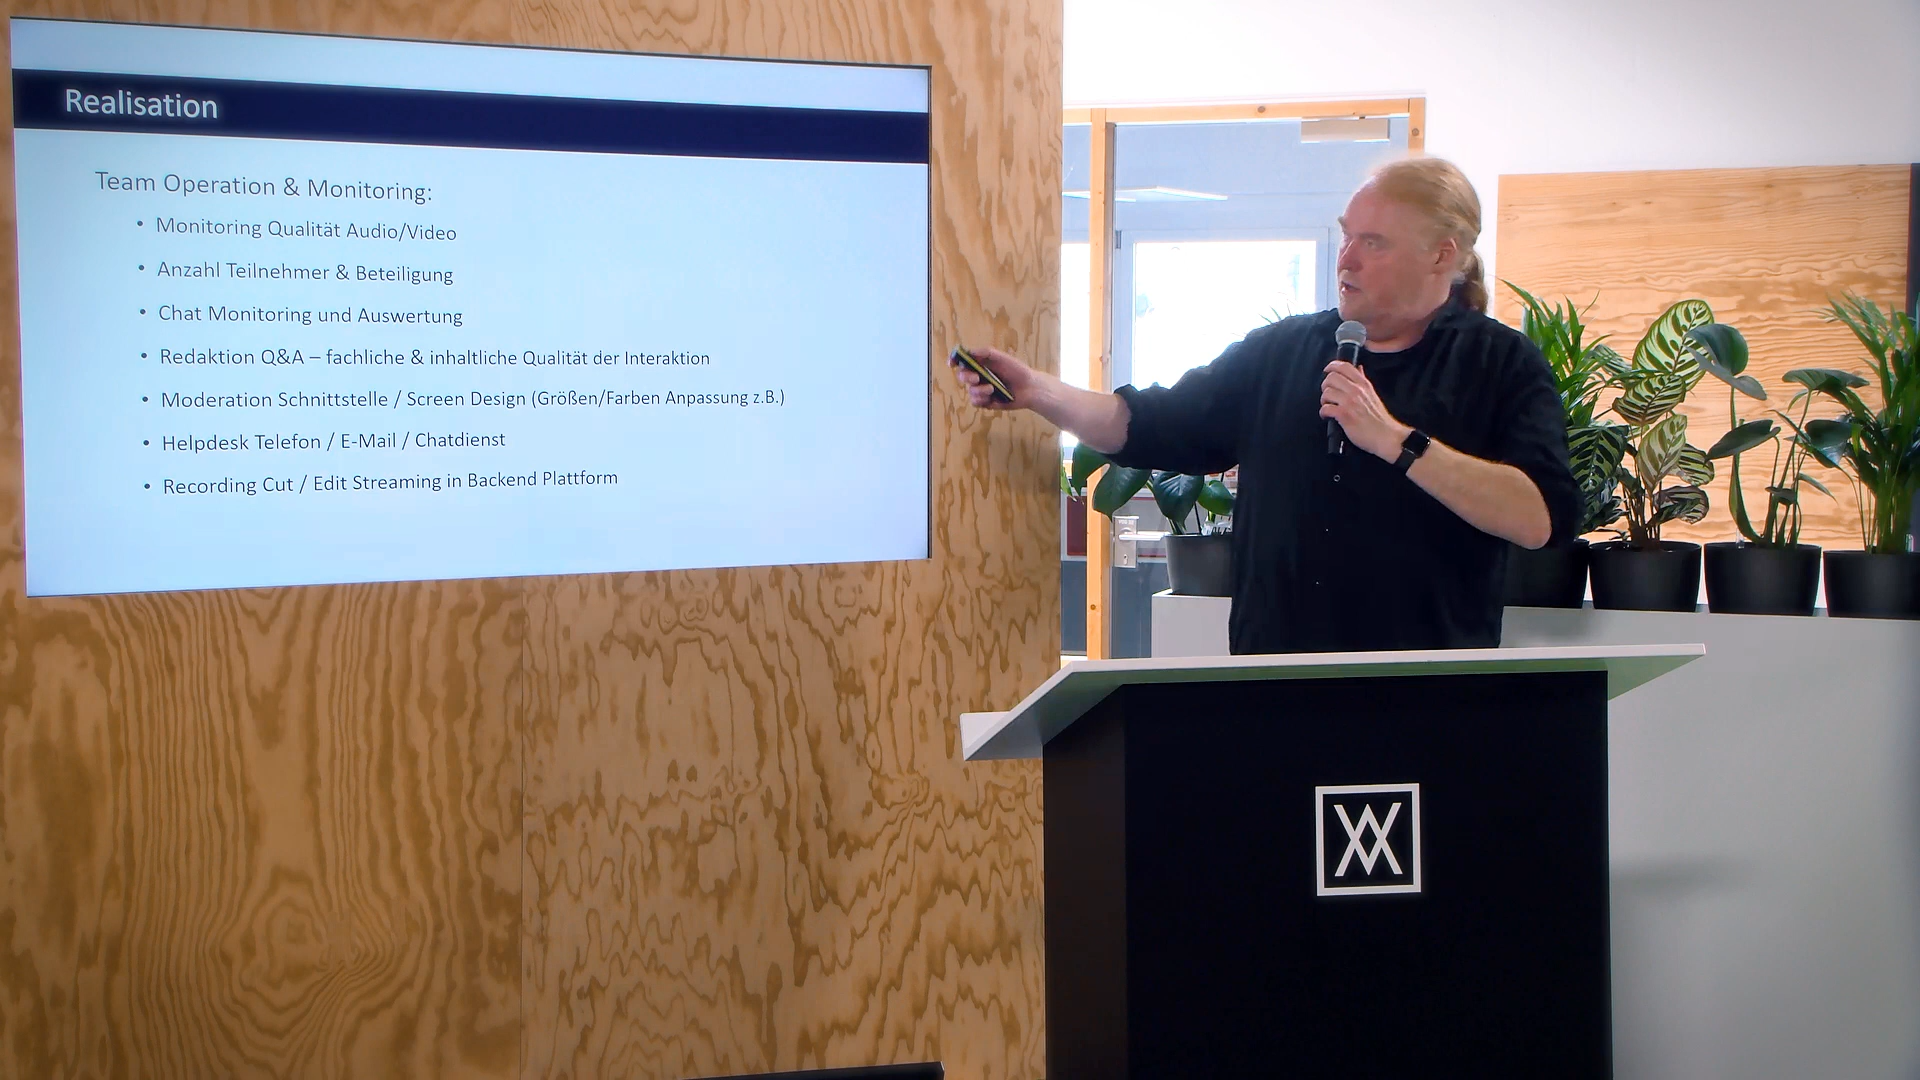 Realisation
Team Operation & Monitoring:
• Monitoring Qualität Audio/Video
• Anzahl Teilnehmer & Beteiligung
• Chat Monitoring und Auswertung
• Redaktion Q&A – fachliche & inhaltliche Qualität der Interaktion
• Moderation Schnittstelle / Screen Design (Größen/Farben Anpassung z.B.)
• Helpdesk Telefon / E-Mail / Chatdienst
• Recording Cut / Edit Streaming in Backend Plattform